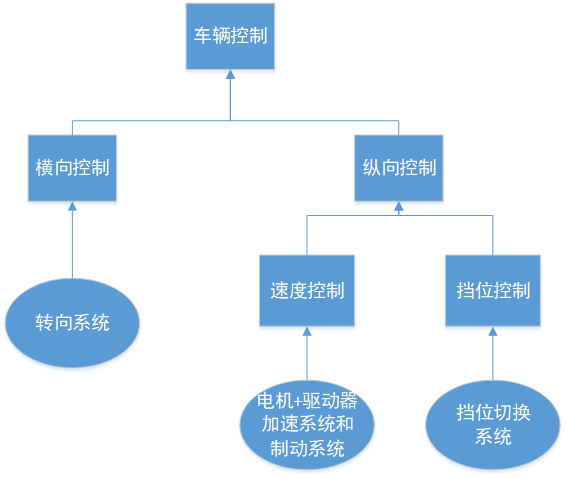 车辆控制
横向控制
纵向控制
转向系统
速度控制
挡位控制
电机+驱动器
加速系统和
制动系统
挡位切换
系统